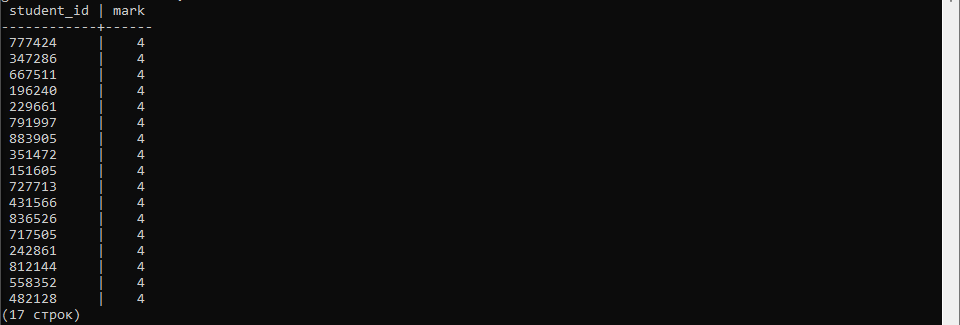 student_id | mark
------------+------
777424 | 4
347286 | 4
667511 | 4
196240 | 4
229661 | 4
791997 | 4
883905 | 4
351472 | 4
151605 | 4
727713 | 4
431566 | 4
836526 | 4
717505 | 4
242861 | 4
812144 | 4
558352 | 4
482128 | 4
(17 строк)